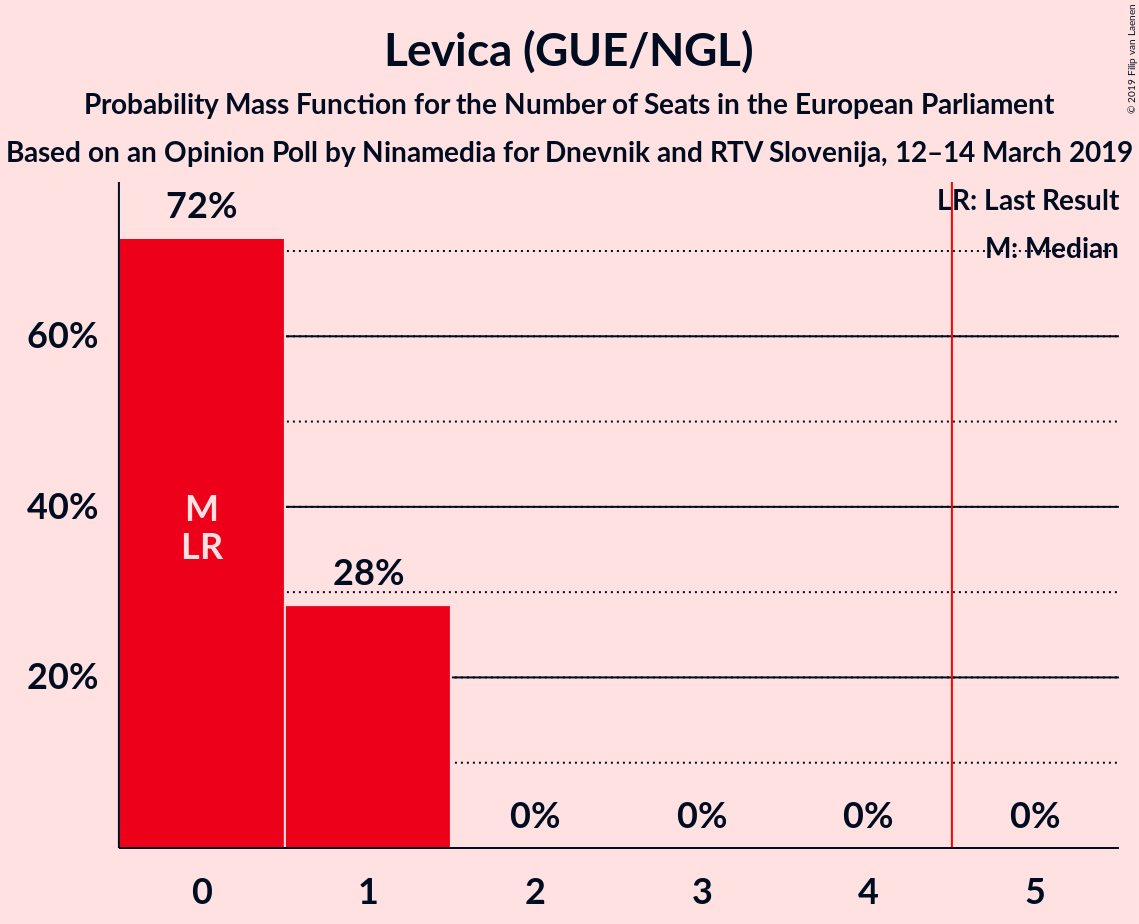 Levica (GUE/NGL)
Probability Mass Function for the Number of Seats in the European Parliament
Based on an Opinion Poll by Ninamedia for Dnevnik and RTV Slovenija, 12–14 March 2019
© 2019 Filip van Laenen
LR: Last Result
M: Median
72%
60%
40%
20%
M
LR
28%
0%
0%
0%
0%
0
1
2
3
4
5